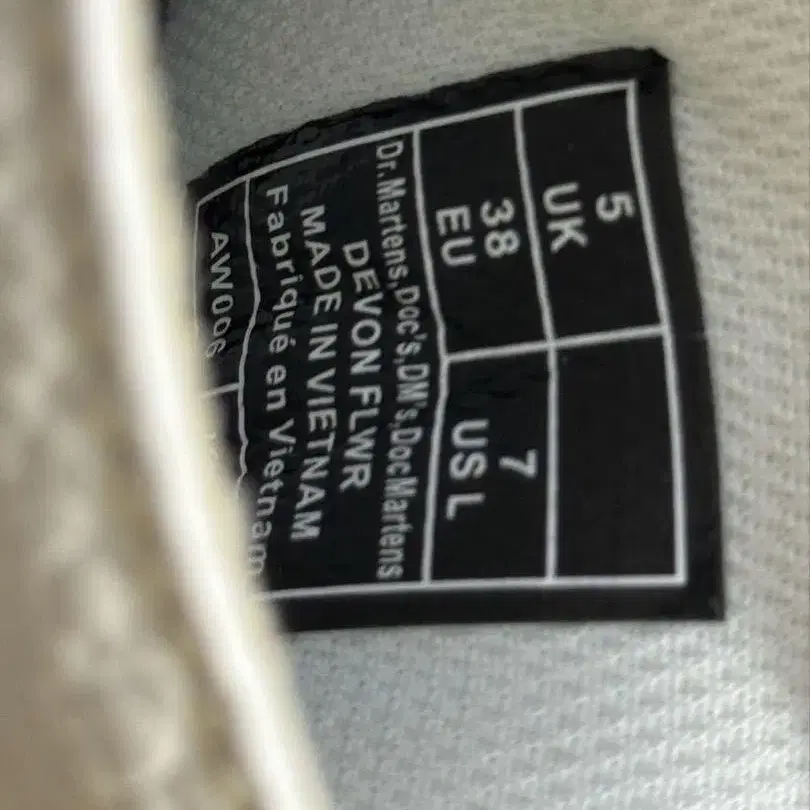 5
UK
38
EU
7
US L
Dr.Martens,Doc's,DM's,DocMartens
DEVON FLWR
MADE IN VIETNAM
Fabriqué en Vietnam
AW006